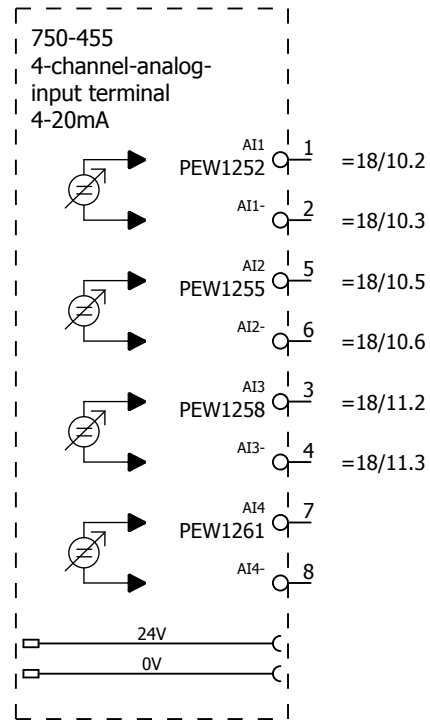 750-455
4-channel-analog-
input terminal
4-20mA
AI1 1 =18/10.2
PEW1252
AI1- 2 =18/10.3
AI2 5 =18/10.5
PEW1255
AI2- 6 =18/10.6
AI3 3 =18/11.2
PEW1258
AI3- 4 =18/11.3
AI4 7
PEW1261
AI4- 8
24V
0V